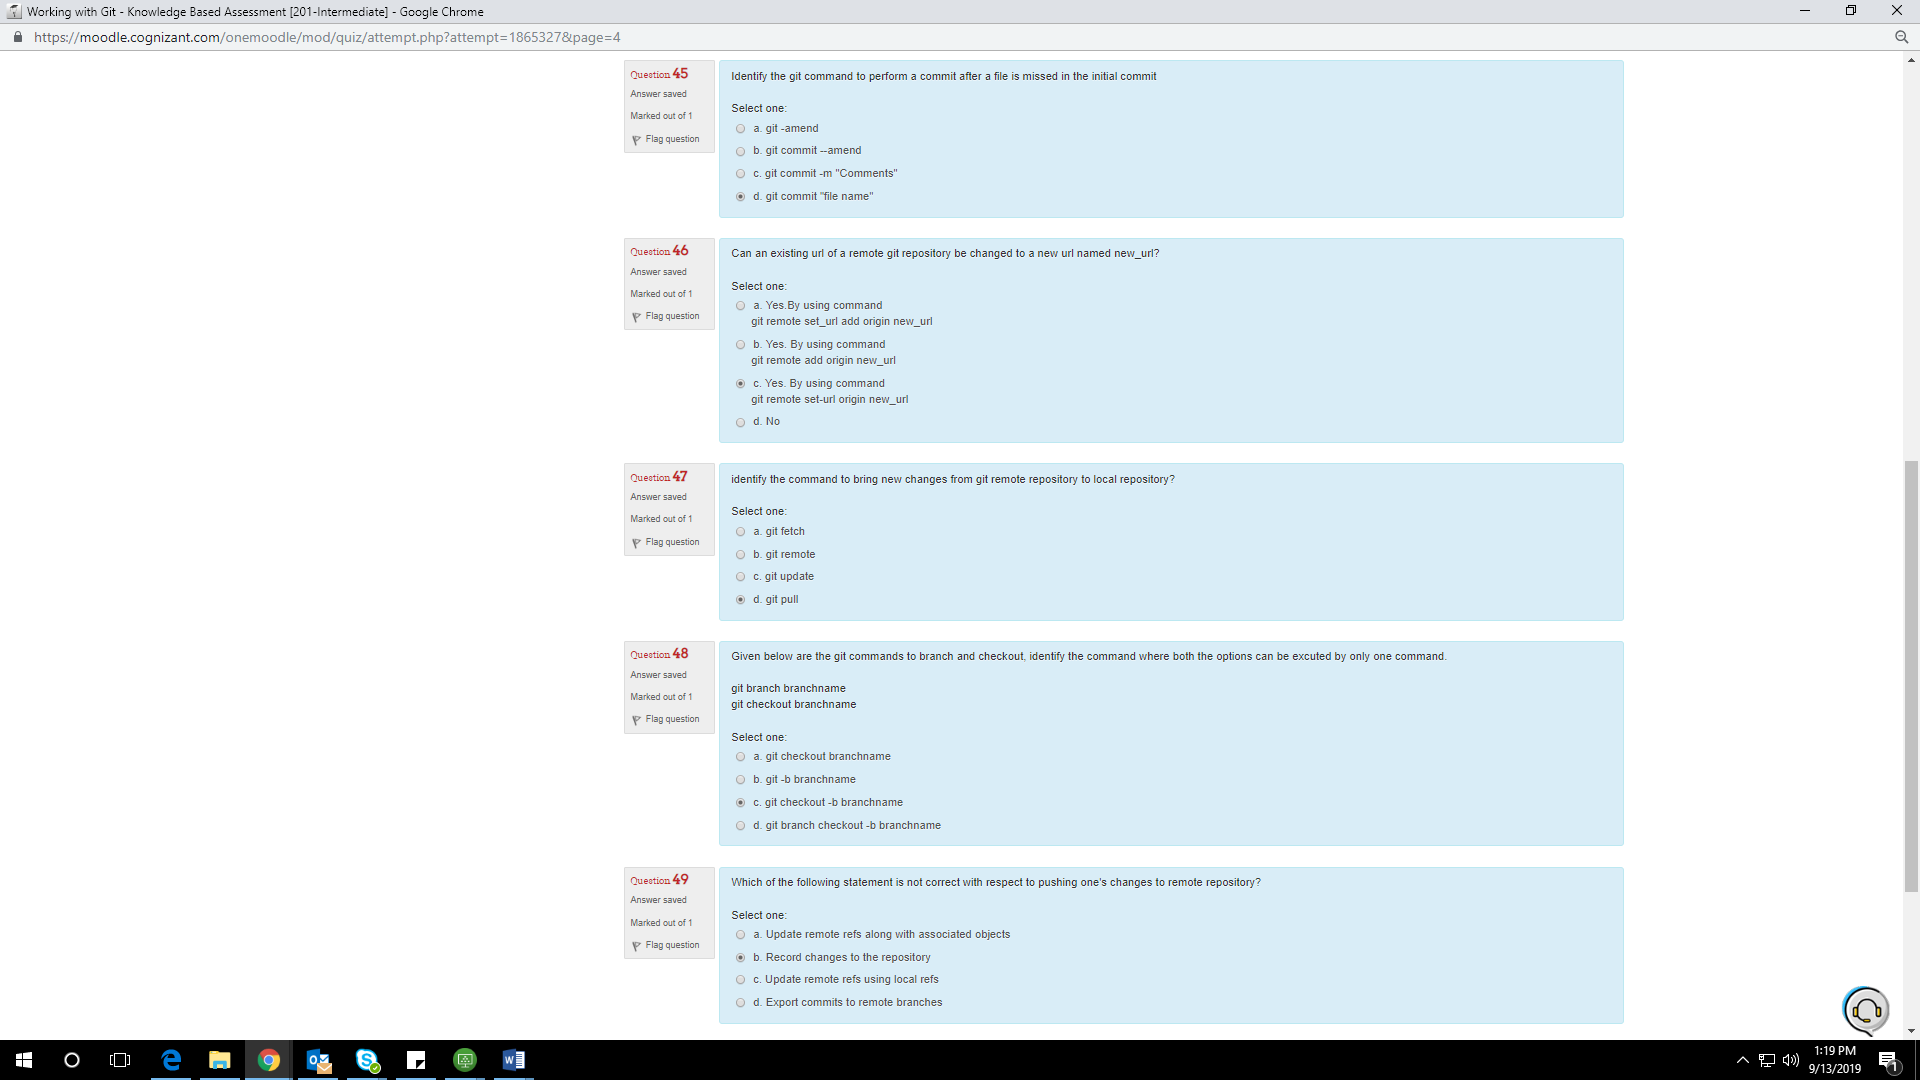 Working with Git - Knowledge Based Assessment [201-Intermediate] - Google Chrome
https://moodle.cognizant.com/onemoodle/mod/quiz/attempt.php?attempt=1865327&page=4
Question 45
Answer saved
Marked out of 1
Flag question
Identify the git command to perform a commit after a file is missed in the initial commit
Select one:
a. git -amend
b. git commit --amend
c. git commit -m "Comments"
d. git commit "file name"
Question 46
Answer saved
Marked out of 1
Flag question
Can an existing url of a remote git repository be changed to a new url named new_url?
Select one:
a. Yes.By using command
git remote set_url add origin new_url
b. Yes. By using command
git remote add origin new_url
c. Yes. By using command
git remote set-url origin new_url
d. No
Question 47
Answer saved
Marked out of 1
Flag question
identify the command to bring new changes from git remote repository to local repository?
Select one:
a. git fetch
b. git remote
c. git update
d. git pull
Question 48
Answer saved
Marked out of 1
Flag question
Given below are the git commands to branch and checkout, identify the command where both the options can be excuted by only one command.
git branch branchname
git checkout branchname
Select one:
a. git checkout branchname
b. git -b branchname
c. git checkout -b branchname
d. git branch checkout -b branchname
Question 49
Answer saved
Marked out of 1
Flag question
Which of the following statement is not correct with respect to pushing one's changes to remote repository?
Select one:
a. Update remote refs along with associated objects
b. Record changes to the repository
c. Update remote refs using local refs
d. Export commits to remote branches
1:19 PM
9/13/2019
1